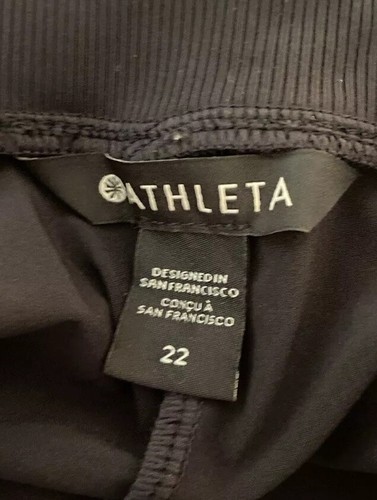 ATHLETA
DESIGNED IN
SAN FRANCISCO
CONÇU À
SAN FRANCISCO
22